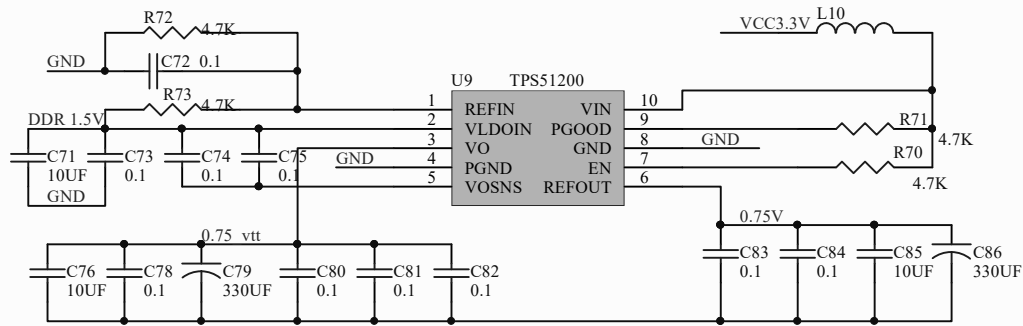 R72
4.7K
VCC3.3V
L10
GND
C72 0.1
U9 TPS51200
R73
4.7K
1 REFIN VIN 10
DDR 1.5V
2 VLDOIN PGOOD 9
R71
4.7K
3 VO GND 8
GND
GND
4 PGND EN 7
R70
4.7K
5 VOSNS REFOUT 6
C71
10UF
C73
0.1
C74
0.1
C75
0.1
GND
0.75 vtt
0.75V
C76
10UF
C78
0.1
C79
330UF
C80
0.1
C81
0.1
C82
0.1
C83
0.1
C84
0.1
C85
10UF
C86
330UF